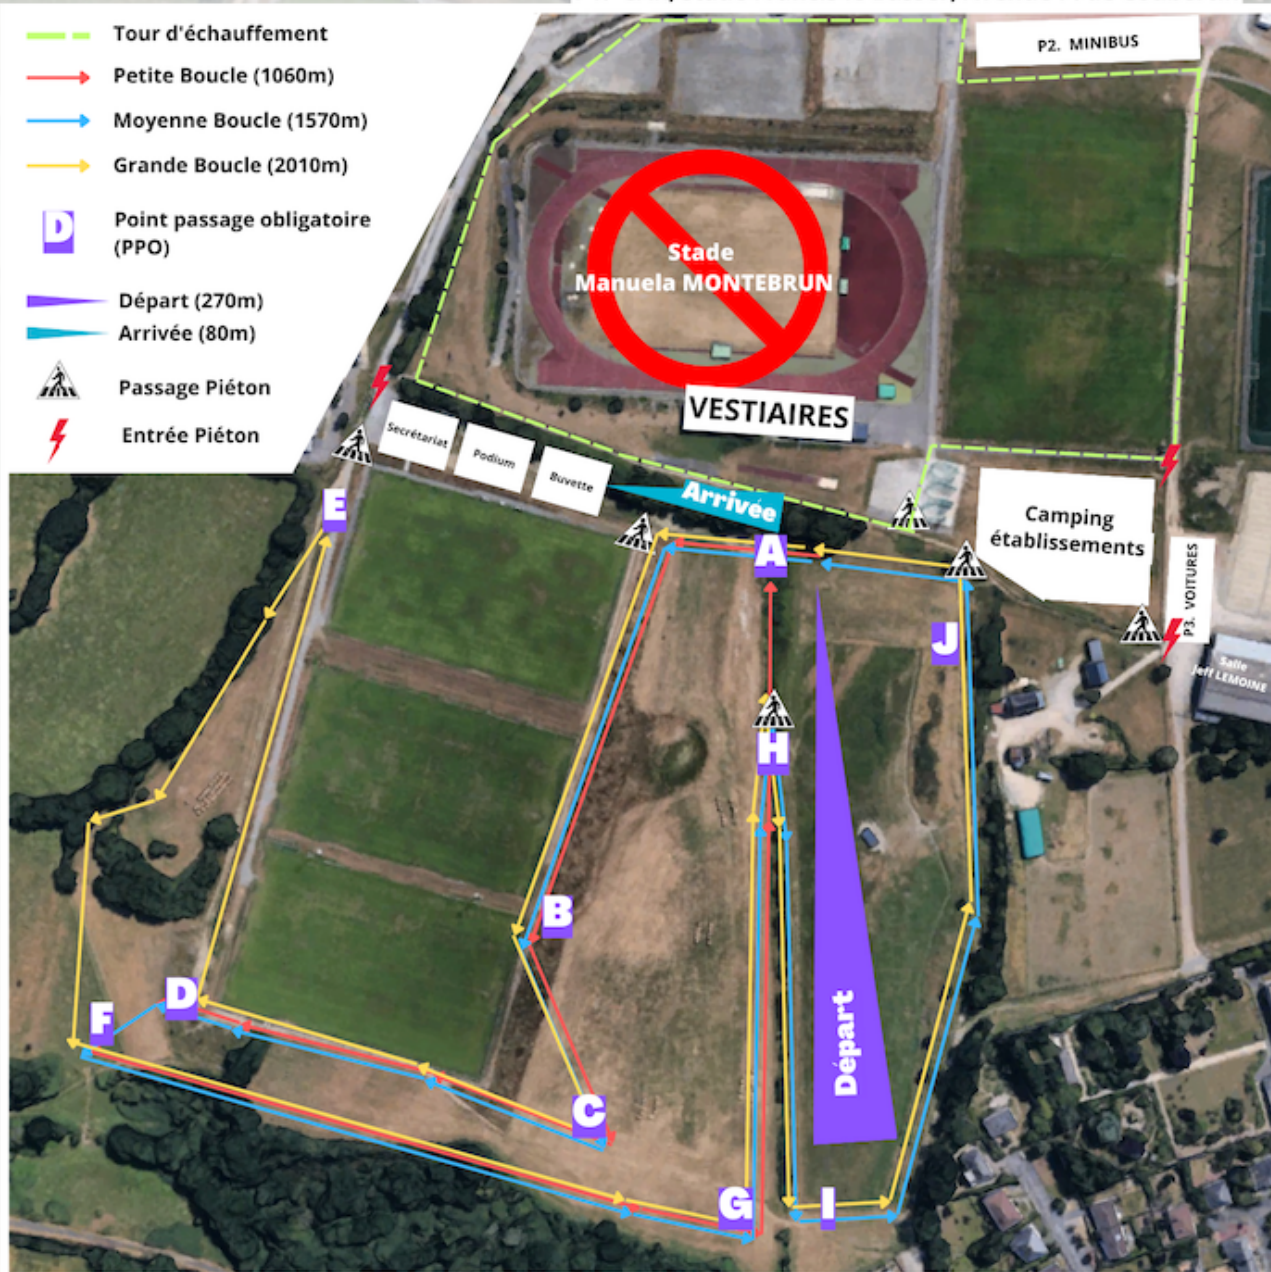 Tour d'échauffement
Petite Boucle (1060m)
Moyenne Boucle (1570m)
Grande Boucle (2010m)
D
Point passage obligatoire
(PPO)
Départ (270m)
Arrivée (80m)
Passage Piéton
Entrée Piéton
P2. MINIBUS
Stade
Manuela MONTEBRUN
VESTIAIRES
Secrétariat
Podium
Buvette
Arrivée
Camping
établissements
P3. VOITURES
Salle
Jeff LEMOINE
E
A
J
H
B
D
F
C
Départ
G
I